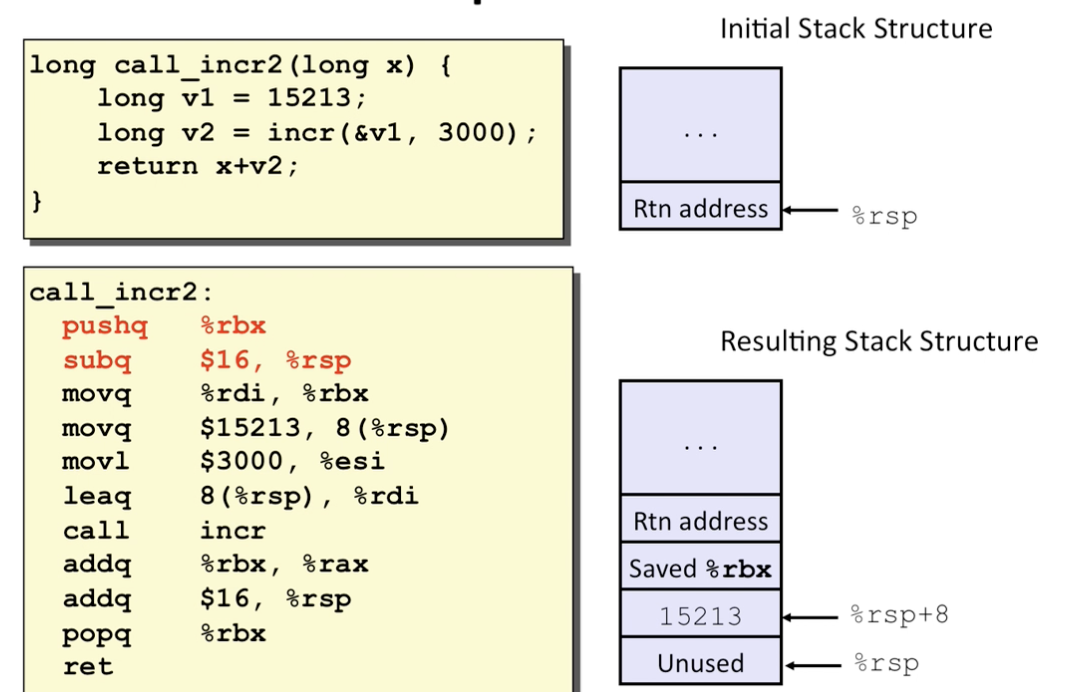 Initial Stack Structure
long call_incr2(long x) {
    long v1 = 15213;
    long v2 = incr(&v1, 3000);
    return x+v2;
}
...
Rtn address
%rsp
call_incr2:
  pushq   %rbx
  subq    $16, %rsp
  movq    %rdi, %rbx
  movq    $15213, 8(%rsp)
  movl    $3000, %esi
  leaq    8(%rsp), %rdi
  call    incr
  addq    %rbx, %rax
  addq    $16, %rsp
  popq    %rbx
  ret
Resulting Stack Structure
...
Rtn address
Saved %rbx
15213 %rsp+8
Unused %rsp